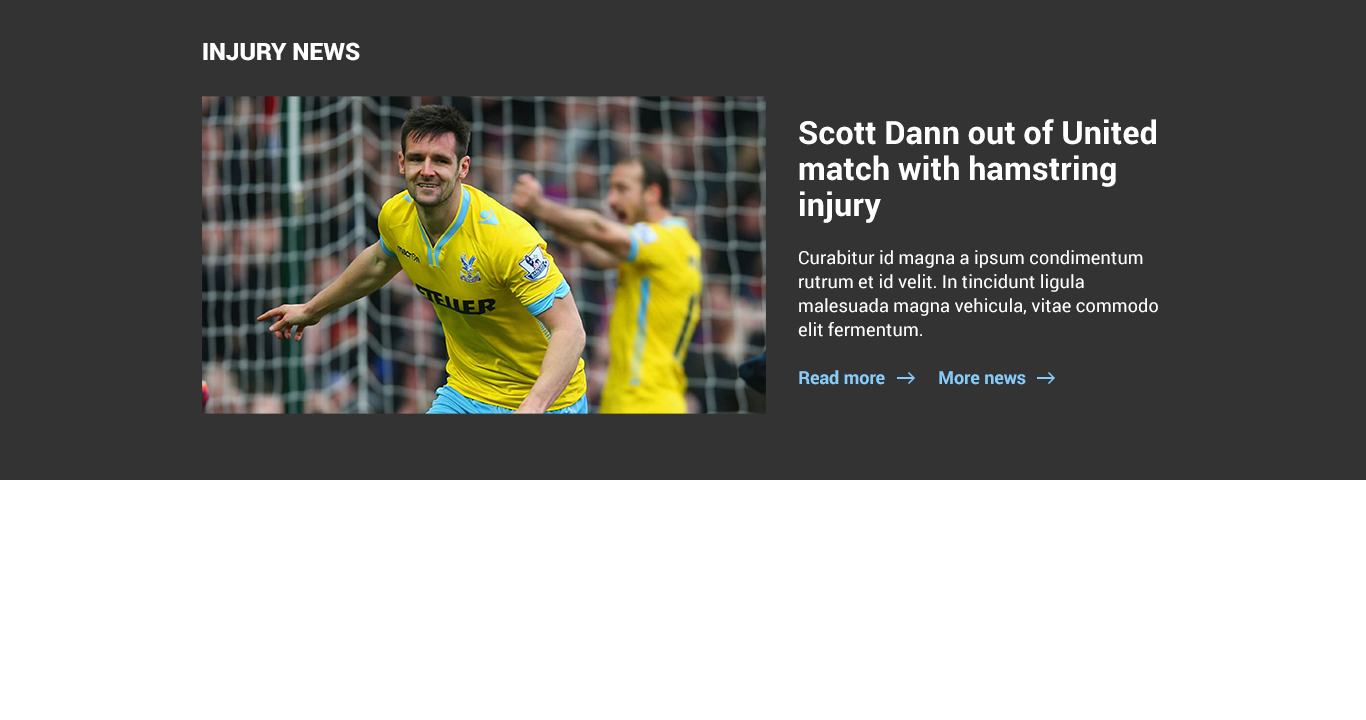 INJURY NEWS
Scott Dann out of United
match with hamstring
injury
Curabitur id magna a ipsum condimentum
rutrum et id velit. In tincidunt ligula
malesuada magna vehicula, vitae commodo
elit fermentum.
Read more
More news
macron